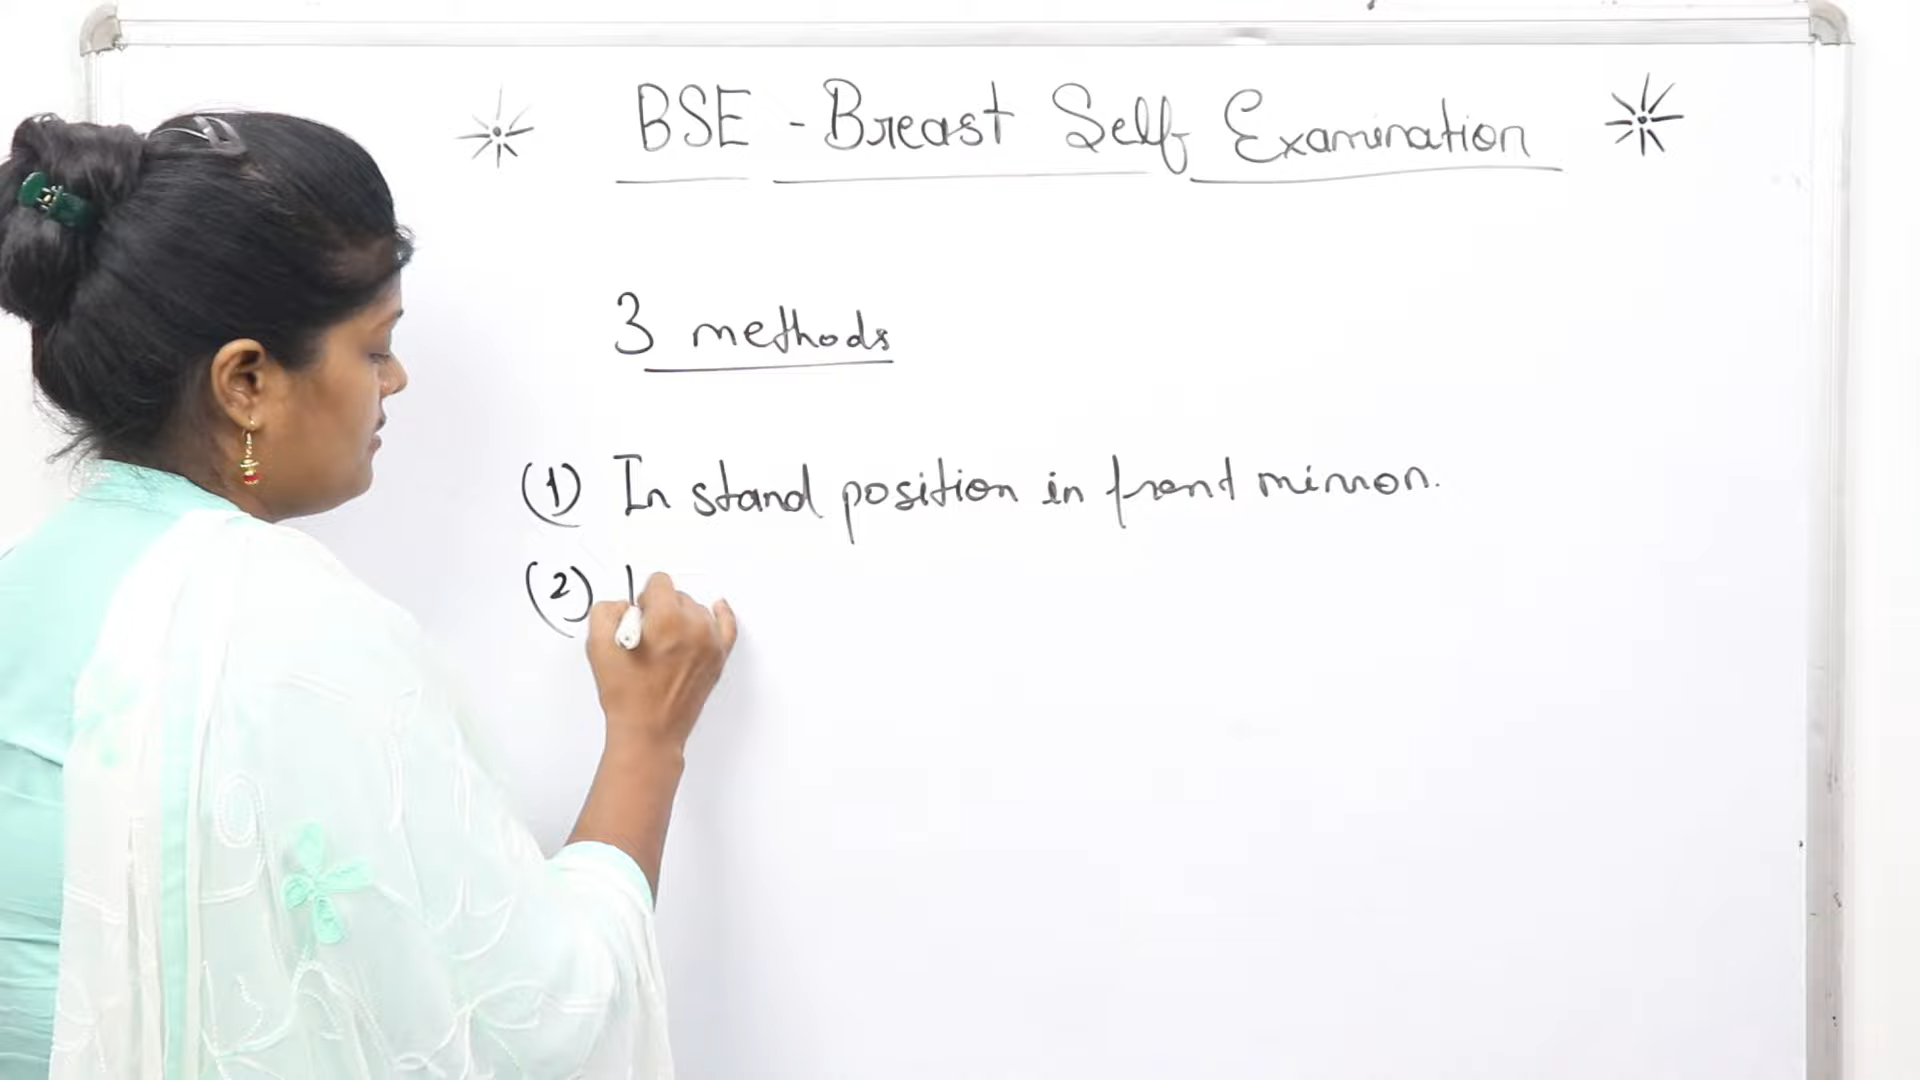 BSE - Breast Self Examination
3 methods
(1) In stand position in front mirror.
(2)